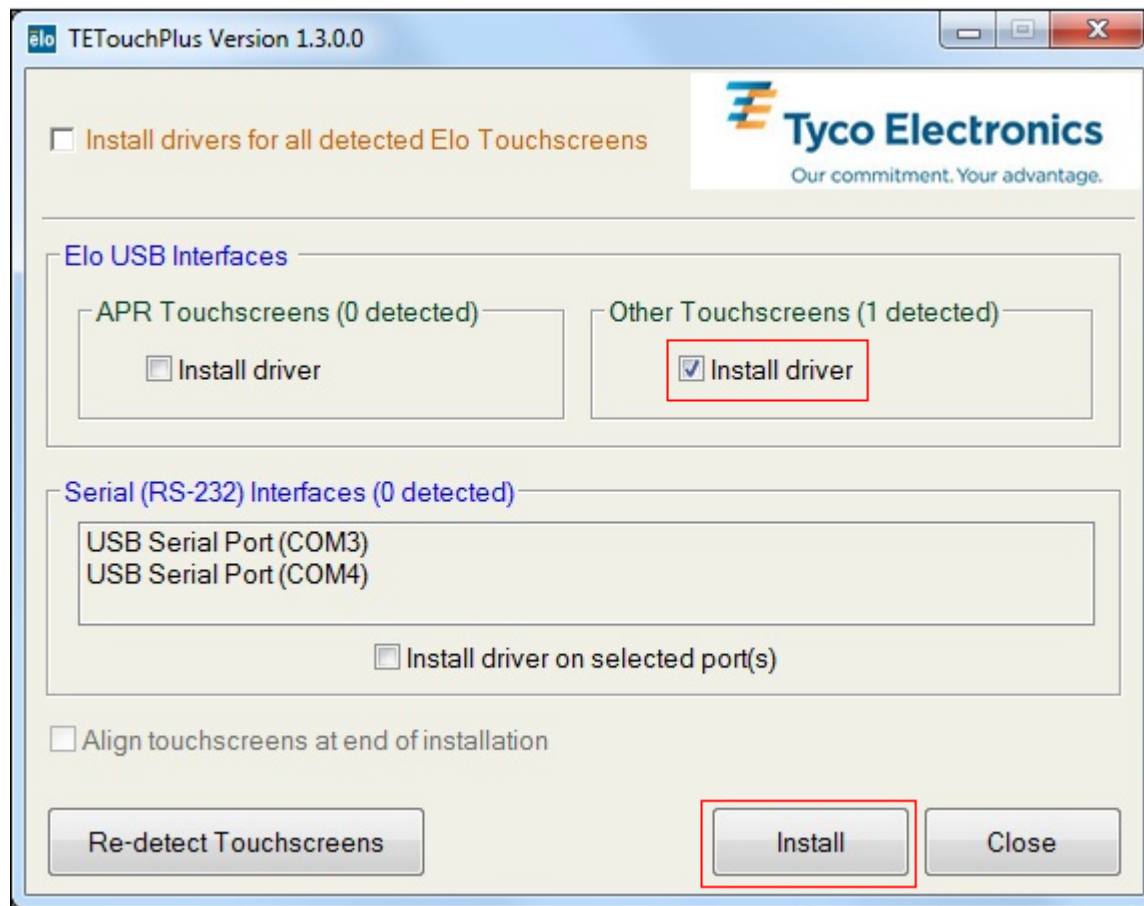 elo TETouchPlus Version 1.3.0.0
Install drivers for all detected Elo Touchscreens
Tyco Electronics
Our commitment. Your advantage.
Elo USB Interfaces
APR Touchscreens (0 detected)
Install driver
Other Touchscreens (1 detected)
Install driver
Serial (RS-232) Interfaces (0 detected)
USB Serial Port (COM3)
USB Serial Port (COM4)
Install driver on selected port(s)
Align touchscreens at end of installation
Re-detect Touchscreens
Install
Close